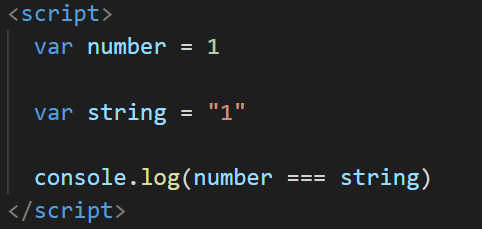 <script>
var number = 1
var string = "1"
console.log(number === string)
</script>